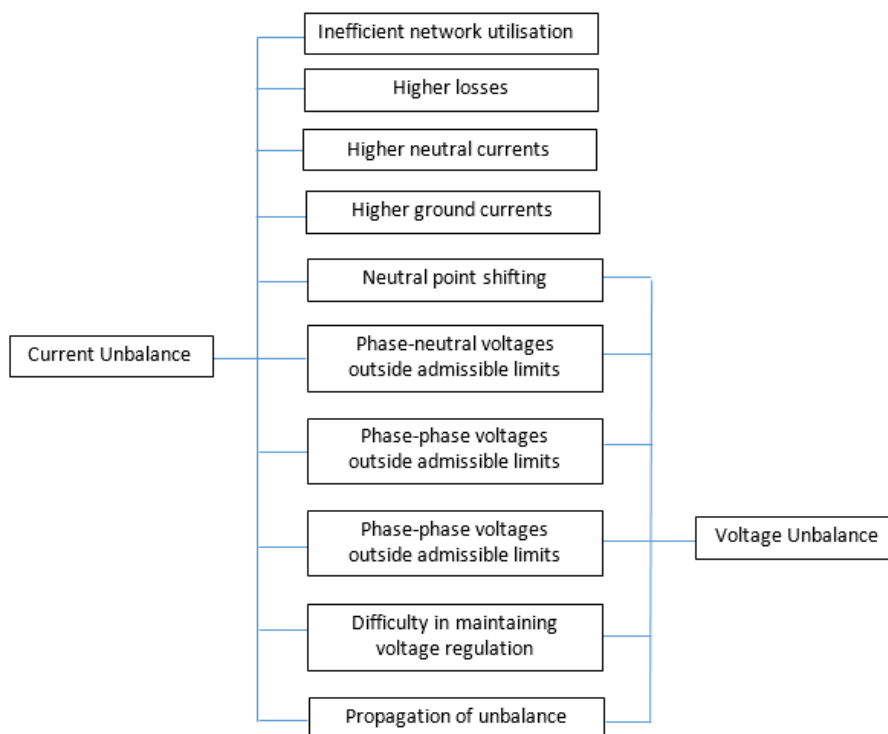 Inefficient network utilisation
Higher losses
Higher neutral currents
Higher ground currents
Neutral point shifting
Current Unbalance
Phase-neutral voltages
outside admissible limits
Phase-phase voltages
outside admissible limits
Phase-phase voltages
outside admissible limits
Voltage Unbalance
Difficulty in maintaining
voltage regulation
Propagation of unbalance